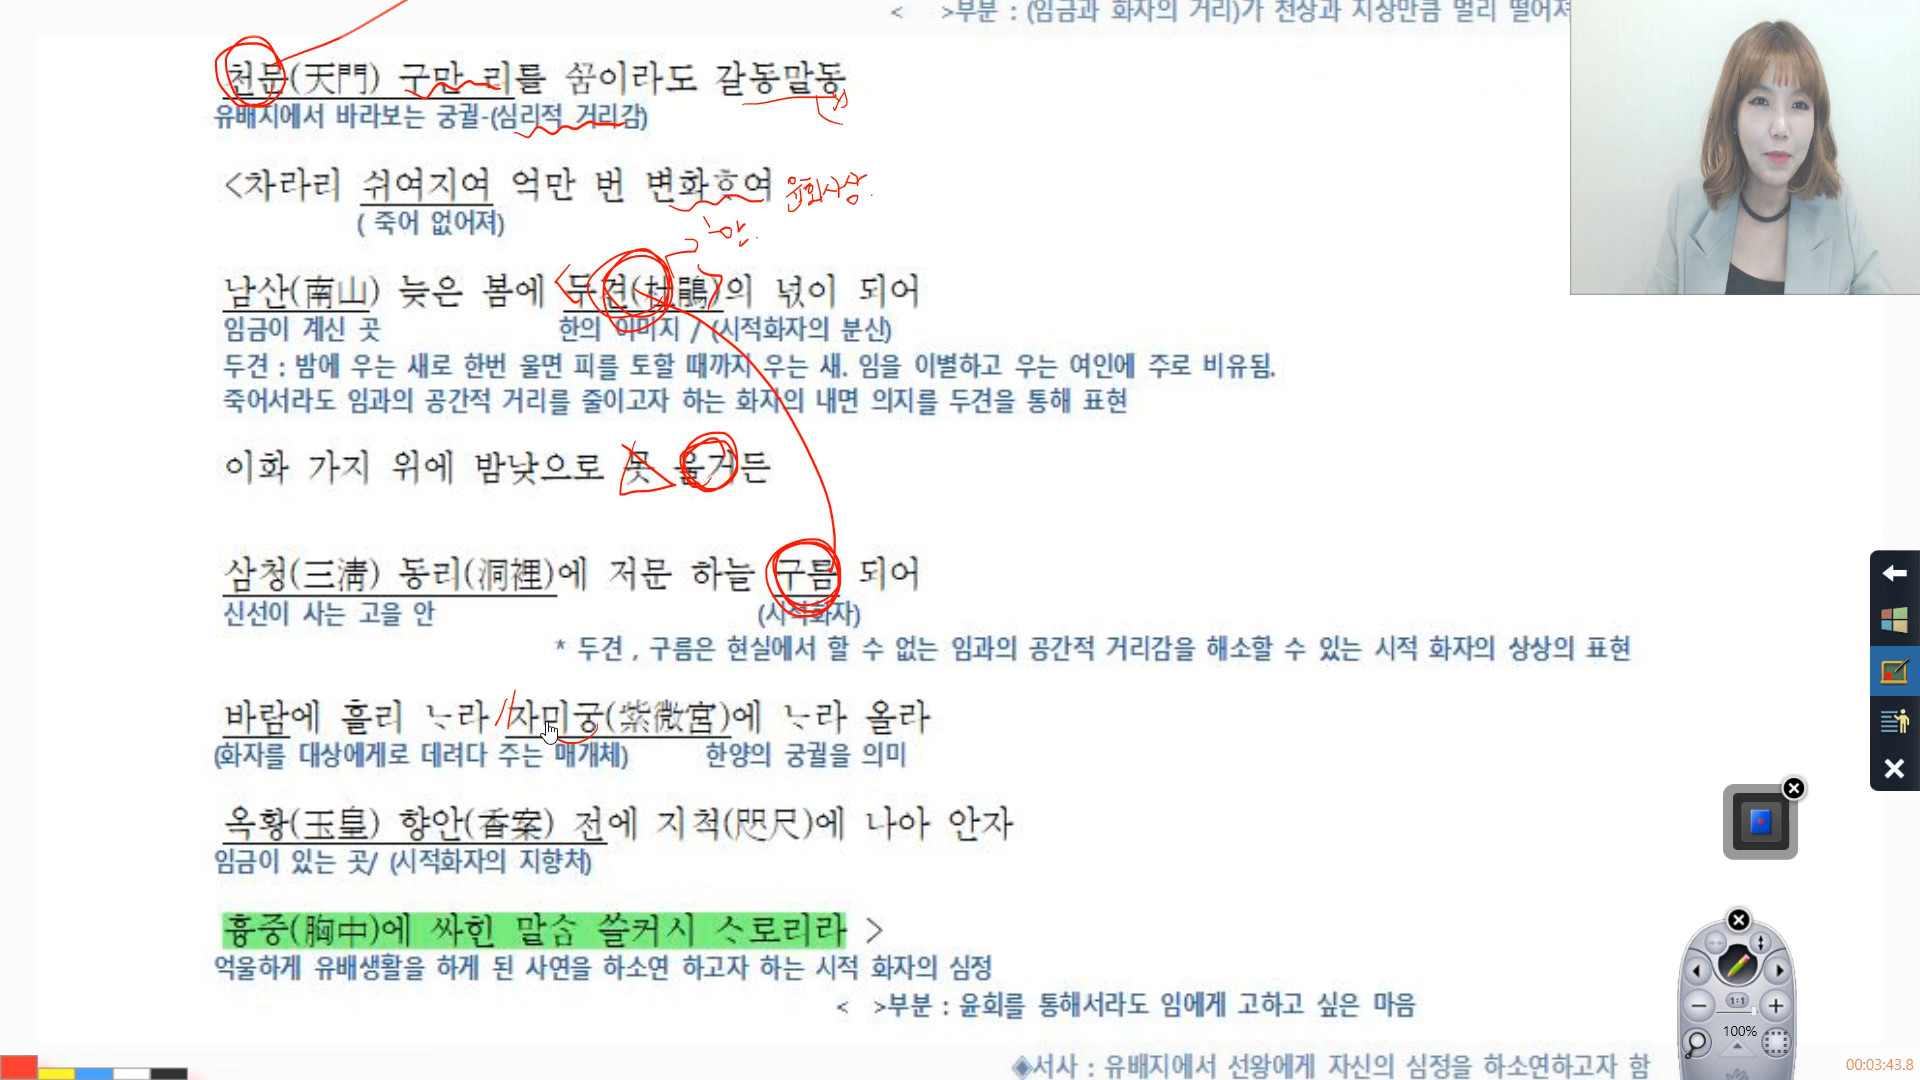 < >부분 : (임금과 화자의 거리)가 천상과 지상만큼 멀리 떨어져
천문(天門) 구만 리를 꿈이라도 갈동말동
유배지에서 바라보는 궁궐-(심리적 거리감)
<차라리 쉬여지여 억만 번 변화ᄒᆞ여 윤회사상.
( 죽어 없어져)
남산(南山) 늦은 봄에 두견(杜鵑)의 넋이 되어
임금이 계신 곳 한의 이미지 / (시적화자의 분신)
두견 : 밤에 우는 새로 한번 울면 피를 토할 때까지 우는 새. 임을 이별하고 우는 여인에 주로 비유됨.
죽어서라도 임과의 공간적 거리를 줄이고자 하는 화자의 내면 의지를 두견을 통해 표현
이화 가지 위에 밤낮으로 못 울거든
삼청(三淸) 동리(洞裡)에 저문 하늘 구름 되어
신선이 사는 고을 안 (시적화자)
* 두견 , 구름은 현실에서 할 수 없는 임과의 공간적 거리감을 해소할 수 있는 시적 화자의 상상의 표현
바람에 흘리 ᄂᆞ라 자미궁(紫微宮)에 ᄂᆞ라 올라
(화자를 대상에게로 데려다 주는 매개체) 한양의 궁궐을 의미
옥황(玉皇) 향안(香案) 전에 지척(咫尺)에 나아 안자
임금이 있는 곳/ (시적화자의 지향처)
흉중(胸中)에 싸힌 말ᄉᆞᆷ 쓸커시 ᄉᆞ로리라 >
억울하게 유배생활을 하게 된 사연을 하소연 하고자 하는 시적 화자의 심정
< >부분 : 윤회를 통해서라도 임에게 고하고 싶은 마음
◈서사 : 유배지에서 선왕에게 자신의 심정을 하소연하고자 함
1:1
100%
00:03:43.8